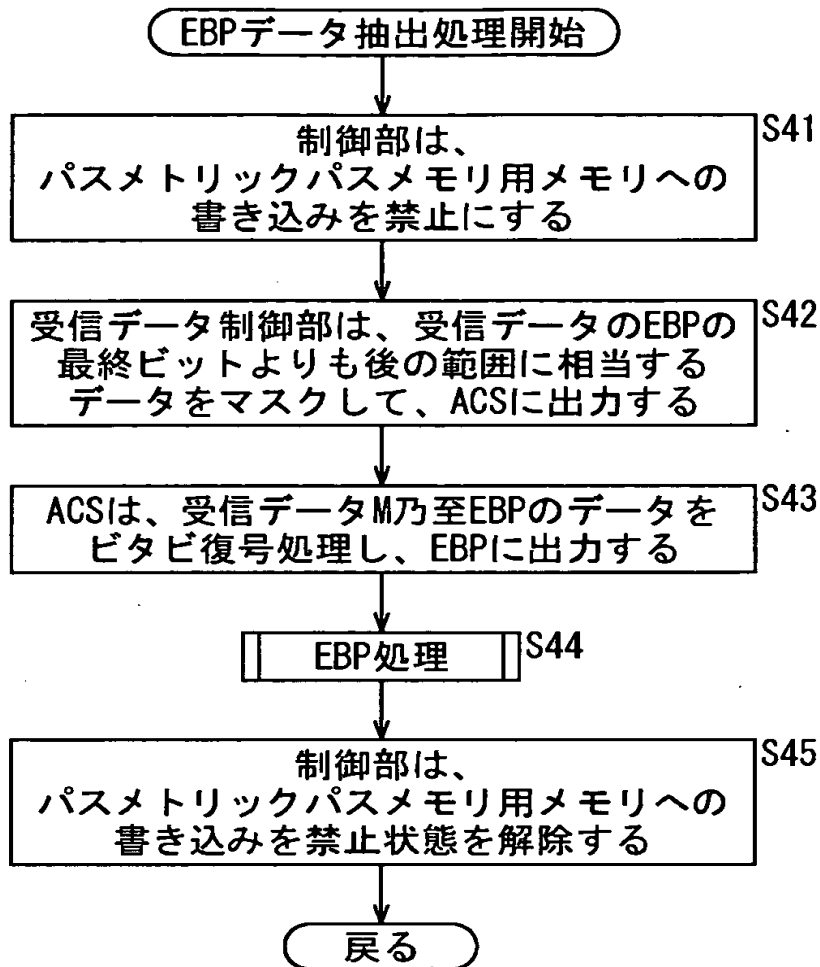 EBPデータ抽出処理開始
S41
制御部は、
パスメトリックパスメモリ用メモリへの
書き込みを禁止にする
S42
受信データ制御部は、受信データのEBPの
最終ビットよりも後の範囲に相当する
データをマスクして、ACSに出力する
S43
ACSは、受信データM乃至EBPのデータを
ビタビ復号処理し、EBPに出力する
EBP処理
S44
S45
制御部は、
パスメトリックパスメモリ用メモリへの
書き込みを禁止状態を解除する
戻る